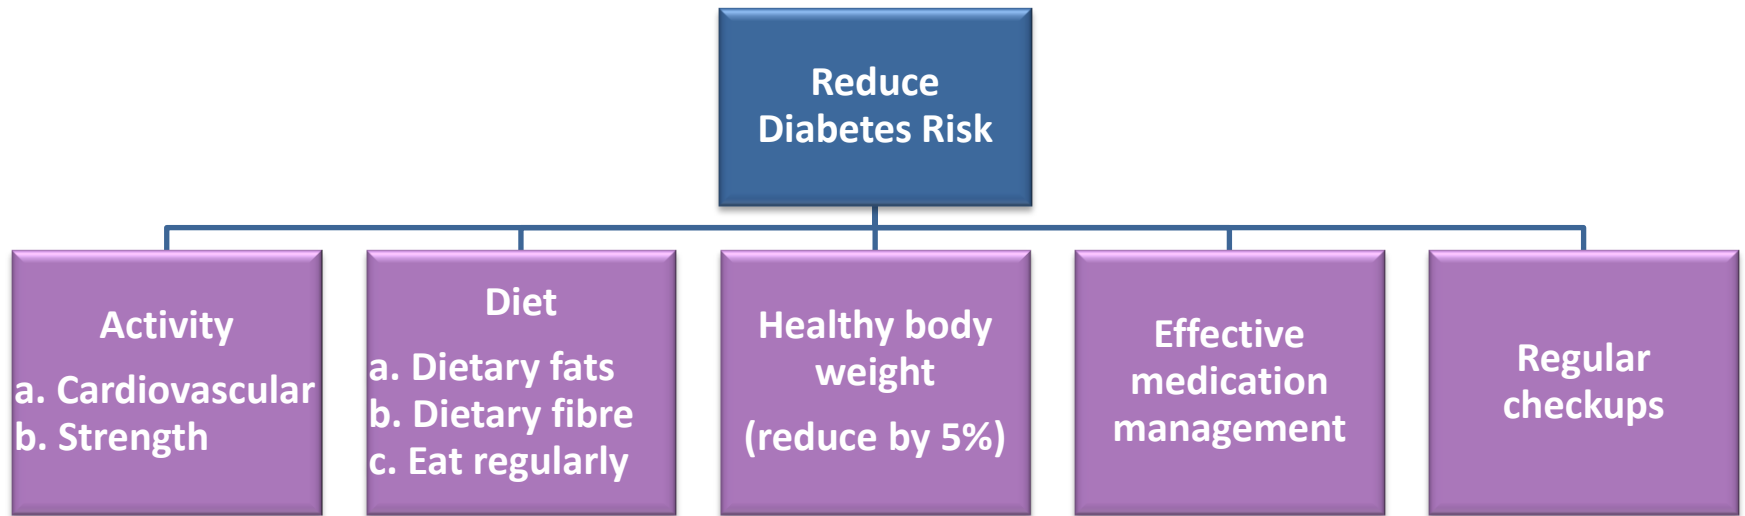 Reduce
Diabetes Risk
Activity
a. Cardiovascular
b. Strength
Diet
a. Dietary fats
b. Dietary fibre
c. Eat regularly
Healthy body
weight
(reduce by 5%)
Effective
medication
management
Regular
checkups